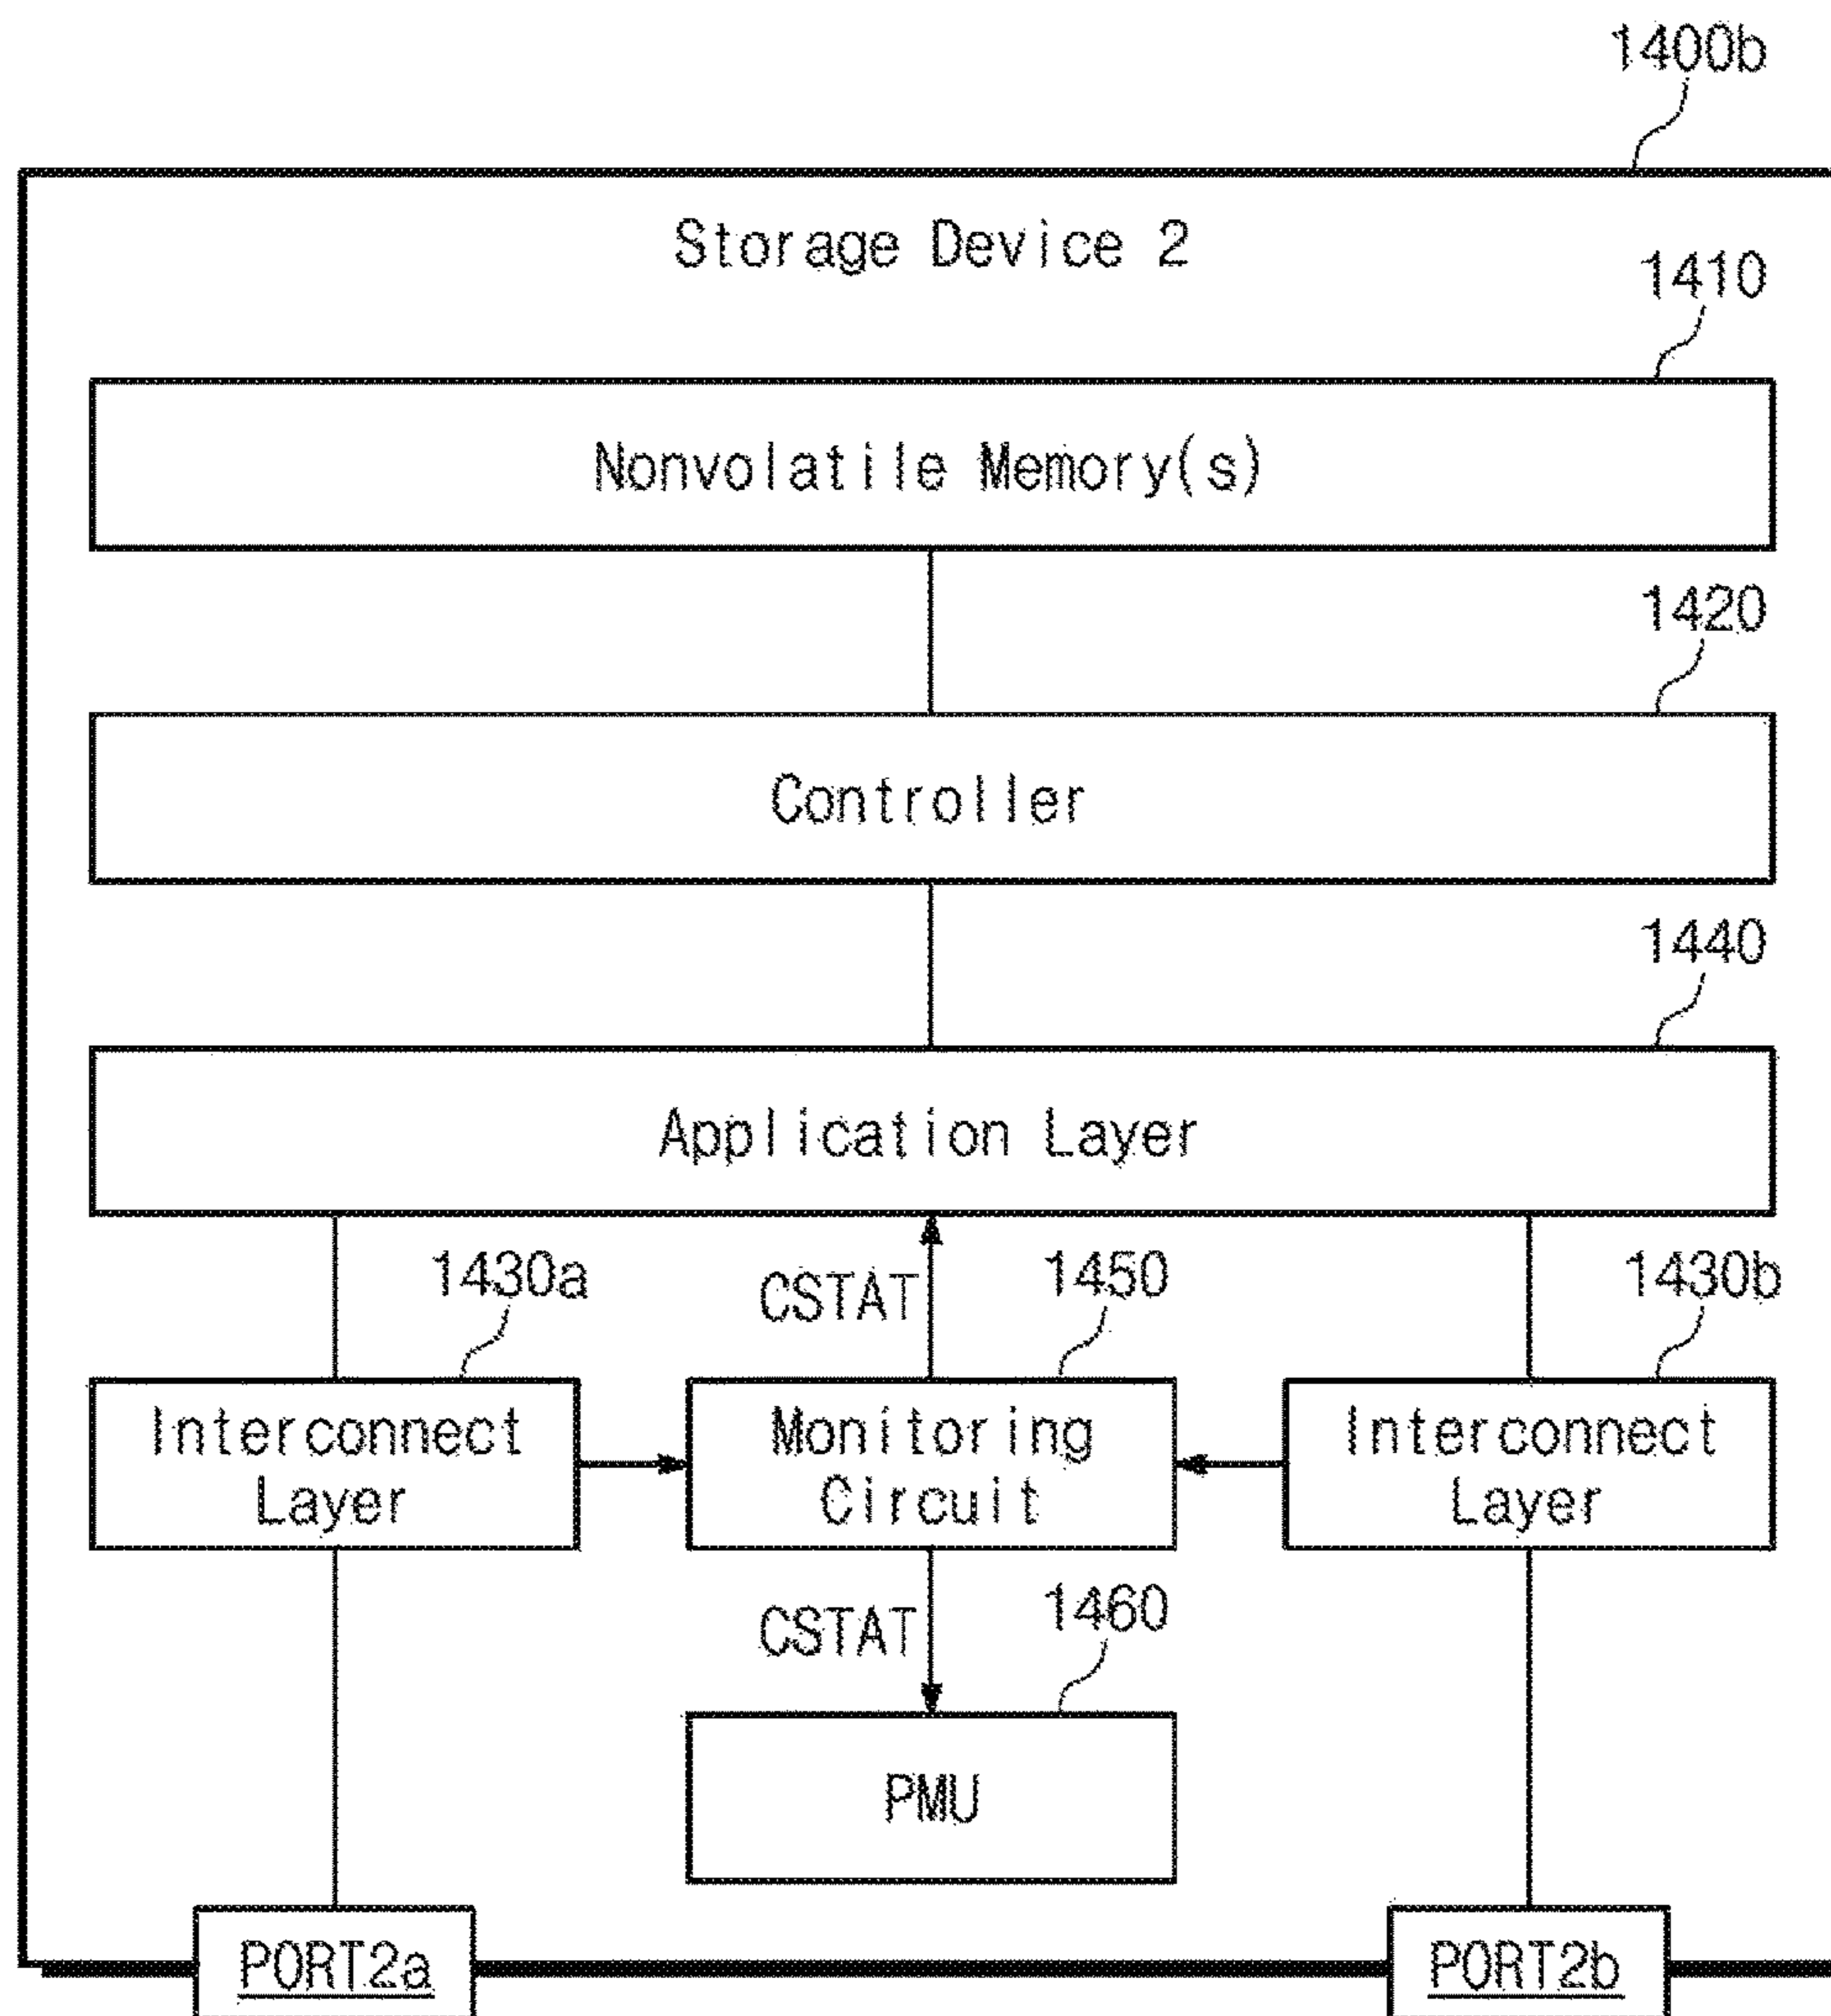 1400b
Storage Device 2
1410
Nonvolatile Memory(s)
1420
Controller
1440
Application Layer
1430a
CSTAT
1450
1430b
Interconnect
Layer
Monitoring
Circuit
Interconnect
Layer
CSTAT
1460
PMU
PORT2a
PORT2b